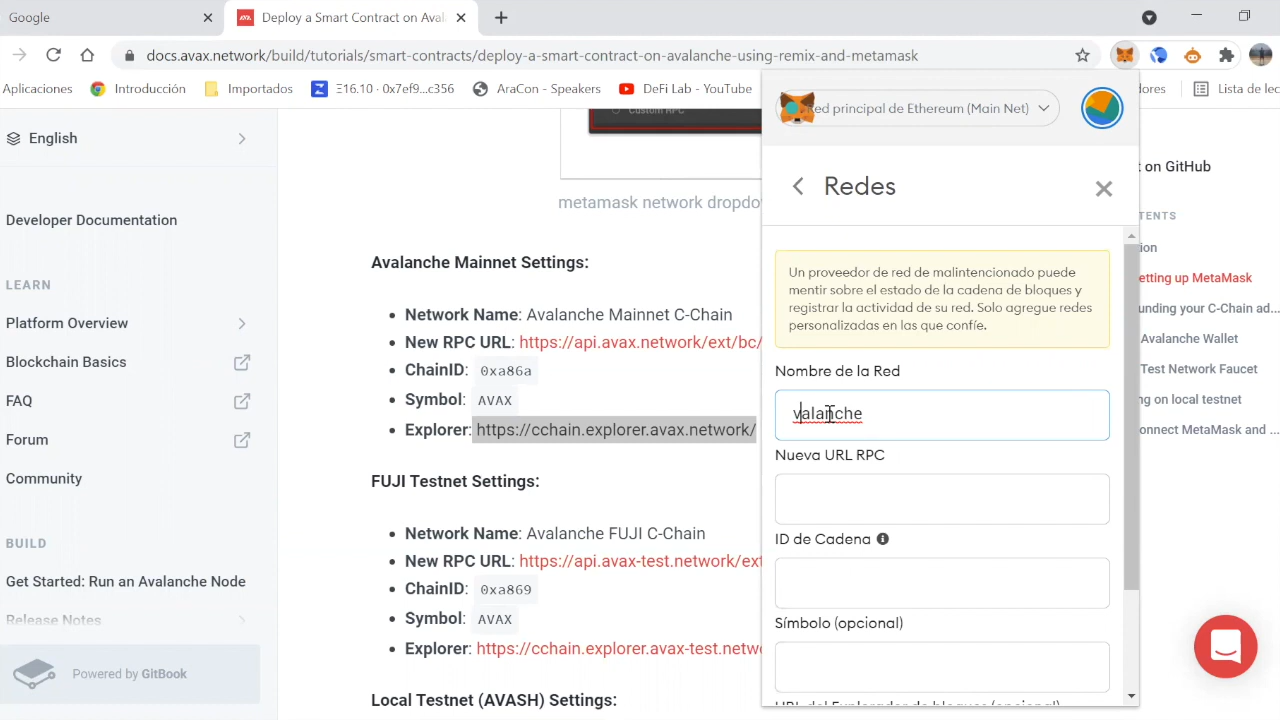 Google
Deploy a Smart Contract on Aval
docs.avax.network/build/tutorials/smart-contracts/deploy-a-smart-contract-on-avalanche-using-remix-and-metamask
Aplicaciones
Introducción
Importados
Ξ16.10 · 0x7ef9...c356
AraCon - Speakers
DeFi Lab - YouTube
dores
Lista de lec
English
Developer Documentation
LEARN
Platform Overview
Blockchain Basics
FAQ
Forum
Community
BUILD
Get Started: Run an Avalanche Node
Release Notes
Powered by GitBook
Custom RPC
metamask network dropdo
Avalanche Mainnet Settings:
Network Name: Avalanche Mainnet C-Chain
New RPC URL: https://api.avax.network/ext/bc/
ChainID: 0xa86a
Symbol: AVAX
Explorer: https://cchain.explorer.avax.network/
FUJI Testnet Settings:
Network Name: Avalanche FUJI C-Chain
New RPC URL: https://api.avax-test.network/ext
ChainID: 0xa869
Symbol: AVAX
Explorer: https://cchain.explorer.avax-test.netw
Local Testnet (AVASH) Settings:
ed principal de Ethereum (Main Net)
Redes
Un proveedor de red de malintencionado puede
mentir sobre el estado de la cadena de bloques y
registrar la actividad de su red. Solo agregue redes
personalizadas en las que confíe.
Nombre de la Red
valanche
Nueva URL RPC
ID de Cadena
Símbolo (opcional)
URL del Explorador de bloques (opcional)
t on GitHub
TENTS
ion
etting up MetaMask
unding your C-Chain ad...
Avalanche Wallet
Test Network Faucet
ng on local testnet
onnect MetaMask and ...